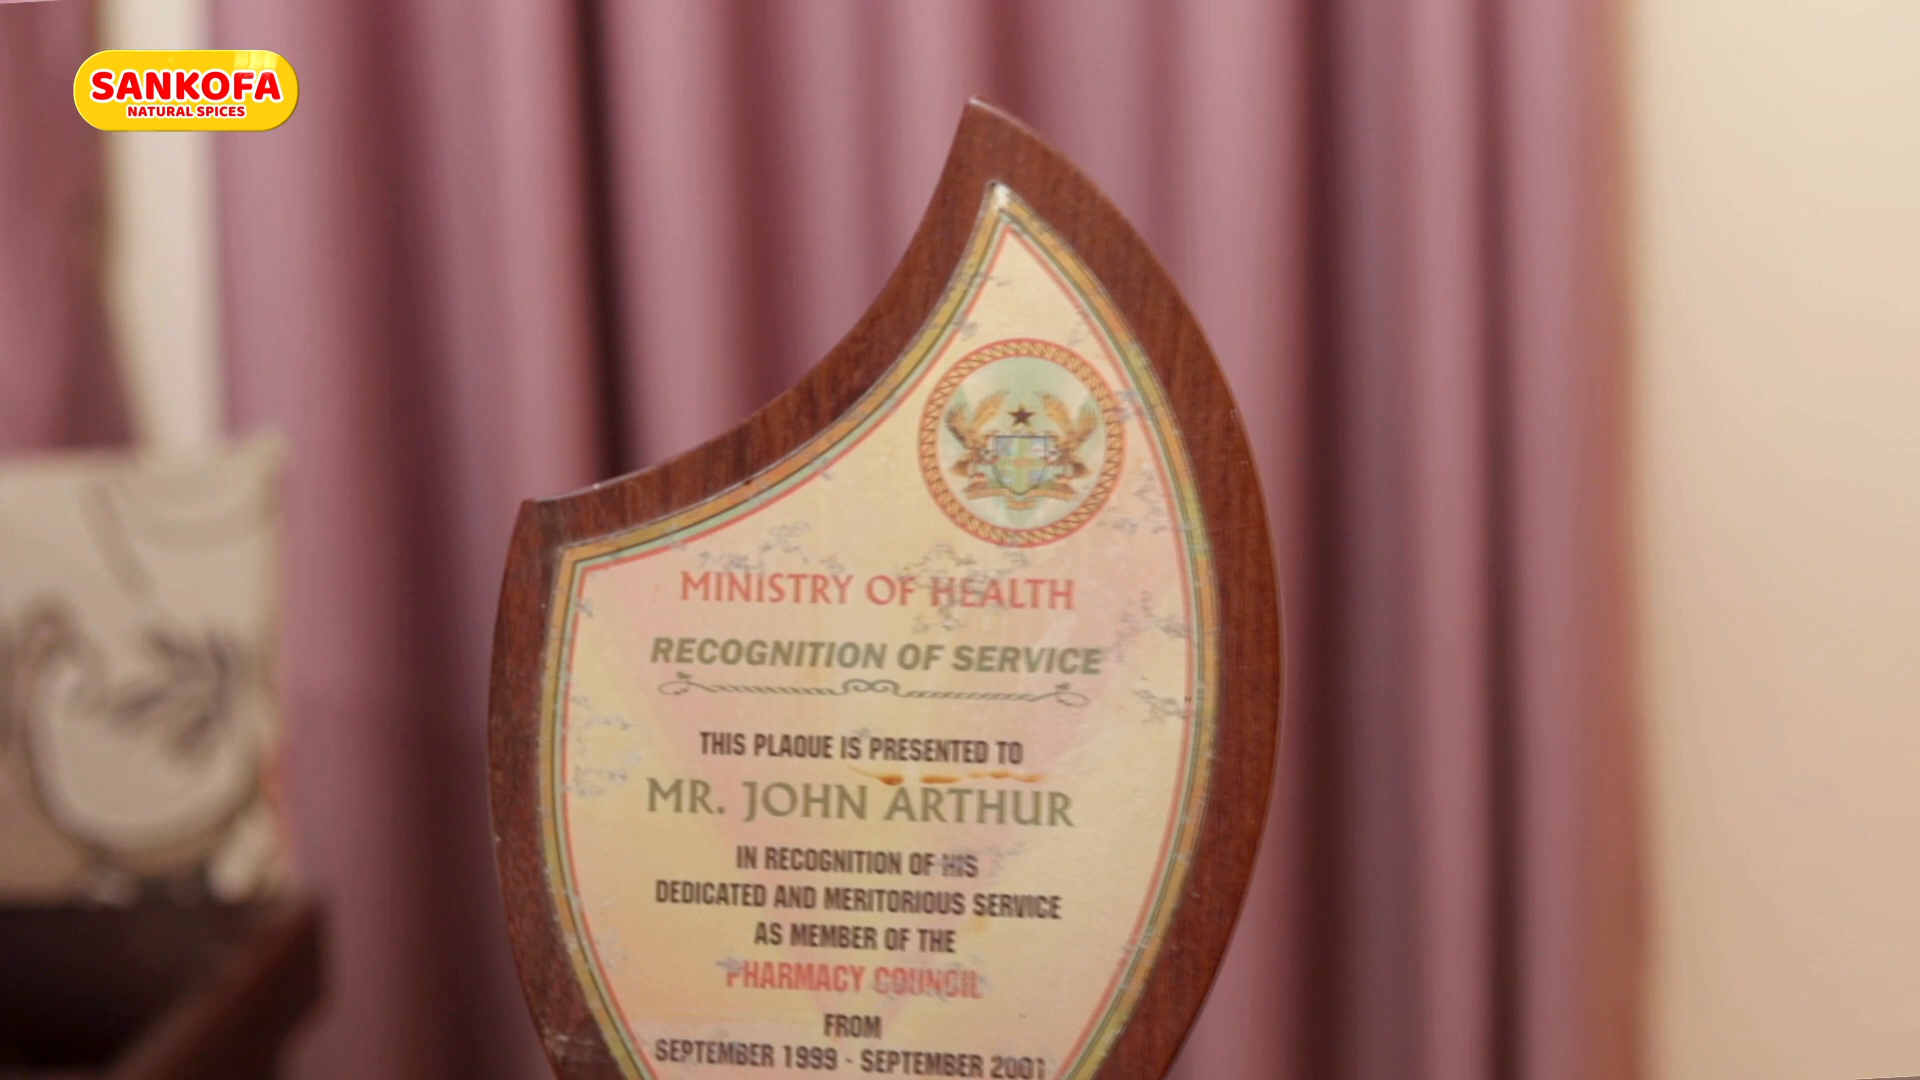 SANKOFA
NATURAL SPICES
MINISTRY OF HEALTH
RECOGNITION OF SERVICE
THIS PLAQUE IS PRESENTED TO
MR. JOHN ARTHUR
IN RECOGNITION OF HIS
DEDICATED AND MERITORIOUS SERVICE
AS MEMBER OF THE
PHARMACY COUNCIL
FROM
SEPTEMBER 1999 - SEPTEMBER 2001